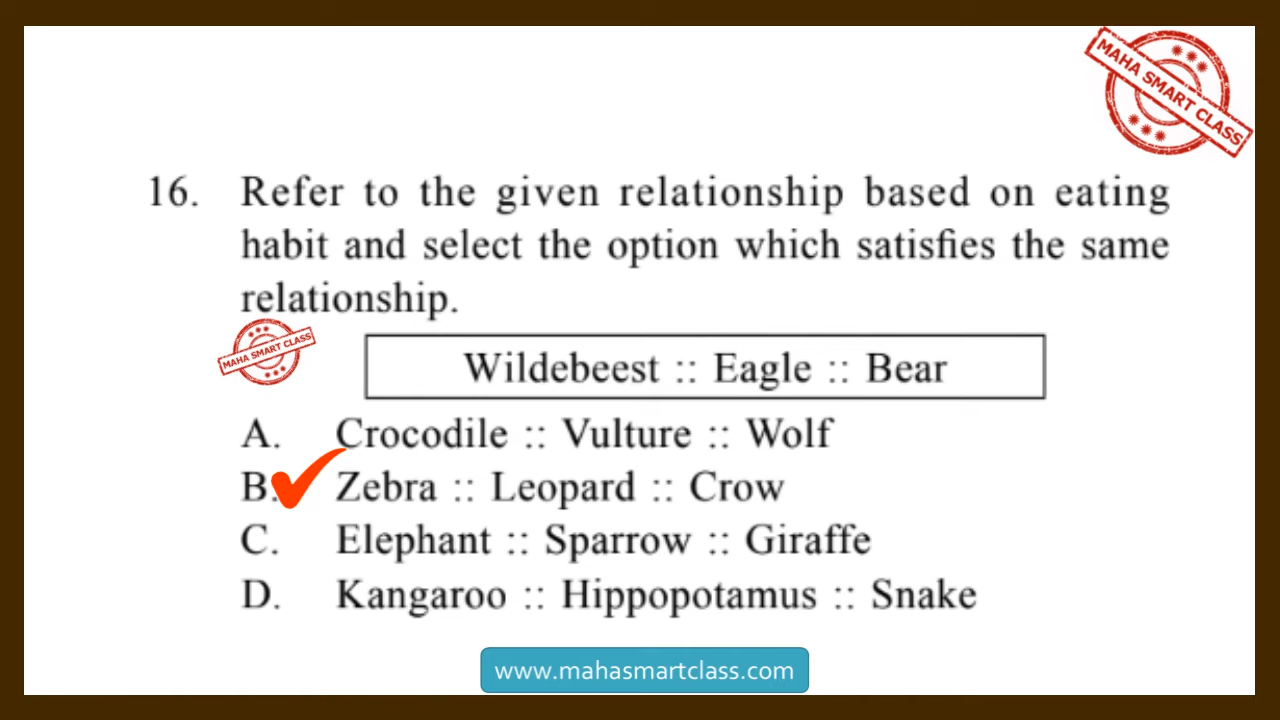 MAHA SMART CLASS
16. Refer to the given relationship based on eating
habit and select the option which satisfies the same
relationship.
MAHA SMART CLASS
Wildebeest :: Eagle :: Bear
A. Crocodile :: Vulture :: Wolf
B. Zebra :: Leopard :: Crow
C. Elephant :: Sparrow :: Giraffe
D. Kangaroo :: Hippopotamus :: Snake
www.mahasmartclass.com